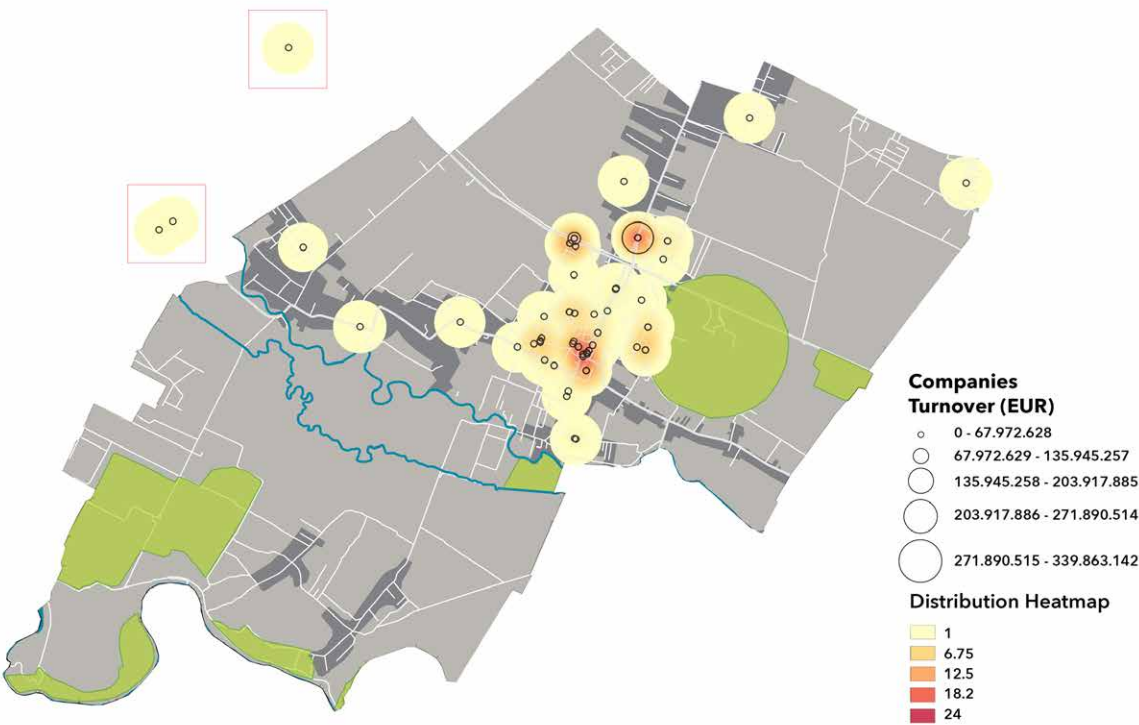 Companies
Turnover (EUR)
0 - 67.972.628
67.972.629 - 135.945.257
135.945.258 - 203.917.885
203.917.886 - 271.890.514
271.890.515 - 339.863.142
Distribution Heatmap
1
6.75
12.5
18.2
24